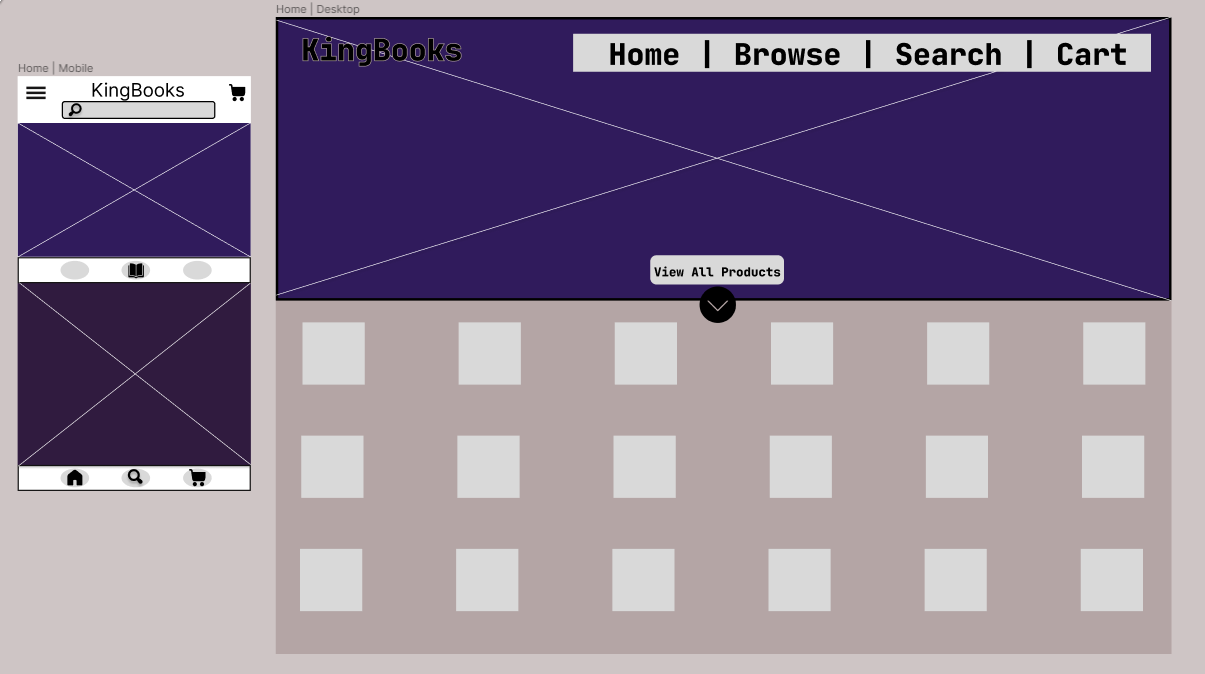 Home | Desktop
KingBooks
Home | Browse | Search | Cart
View All Products
Home | Mobile
KingBooks